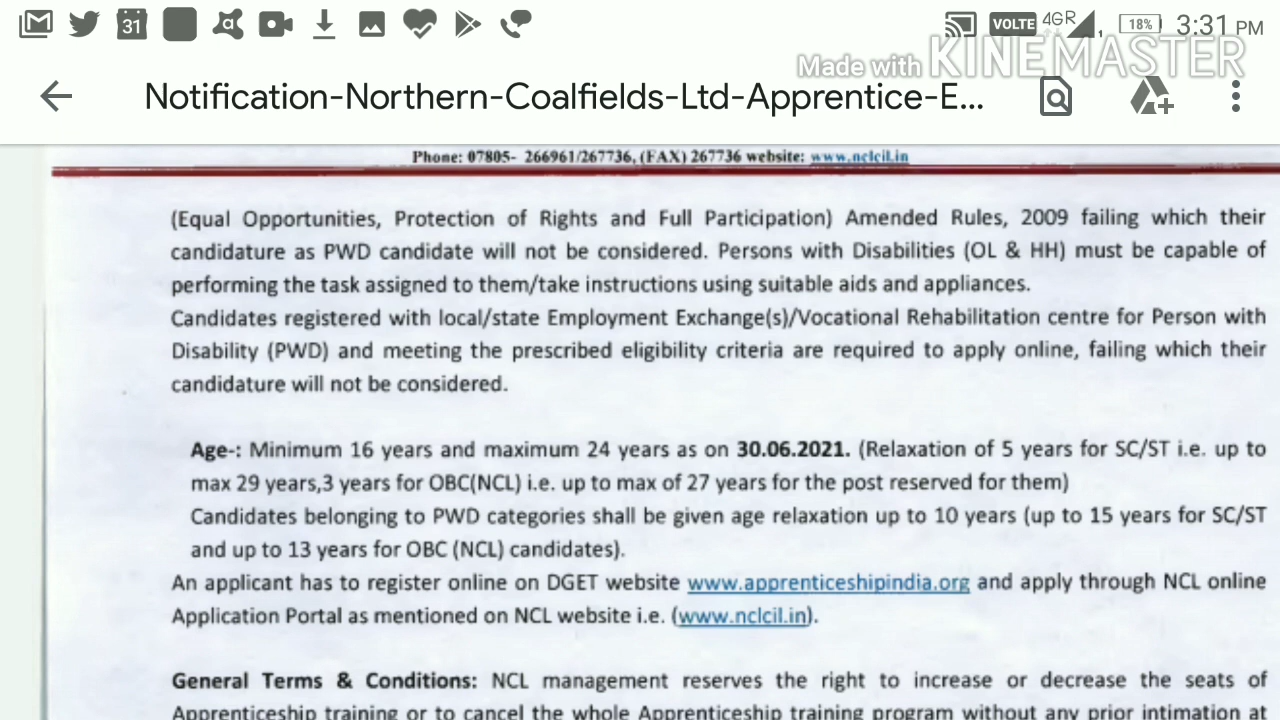 31
VOLTE 4GR 1 18% 3:31 PM
Made with KINEMASTER
Notification-Northern-Coalfields-Ltd-Apprentice-E...
Phone: 07805- 266961/267736, (FAX) 267736 website: www.nclcil.in
(Equal Opportunities, Protection of Rights and Full Participation) Amended Rules, 2009 failing which their
candidature as PWD candidate will not be considered. Persons with Disabilities (OL & HH) must be capable of
performing the task assigned to them/take instructions using suitable aids and appliances.
Candidates registered with local/state Employment Exchange(s)/Vocational Rehabilitation centre for Person with
Disability (PWD) and meeting the prescribed eligibility criteria are required to apply online, failing which their
candidature will not be considered.
Age-: Minimum 16 years and maximum 24 years as on 30.06.2021. (Relaxation of 5 years for SC/ST i.e. up to
max 29 years,3 years for OBC(NCL) i.e. up to max of 27 years for the post reserved for them)
Candidates belonging to PWD categories shall be given age relaxation up to 10 years (up to 15 years for SC/ST
and up to 13 years for OBC (NCL) candidates).
An applicant has to register online on DGET website www.apprenticeshipindia.org and apply through NCL online
Application Portal as mentioned on NCL website i.e. (www.nclcil.in).
General Terms & Conditions: NCL management reserves the right to increase or decrease the seats of
Apprenticeship training or to cancel the whole Apprenticeship training program without any prior intimation at